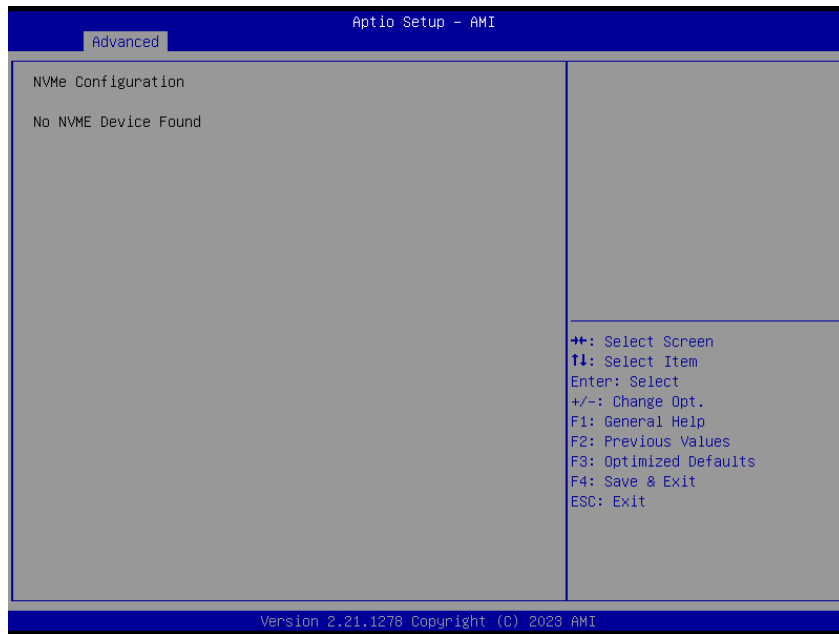 Aptio Setup - AMI
Advanced
NVMe Configuration
No NVME Device Found
→←: Select Screen
↑↓: Select Item
Enter: Select
+/-: Change Opt.
F1: General Help
F2: Previous Values
F3: Optimized Defaults
F4: Save & Exit
ESC: Exit
Version 2.21.1278 Copyright (C) 2023 AMI